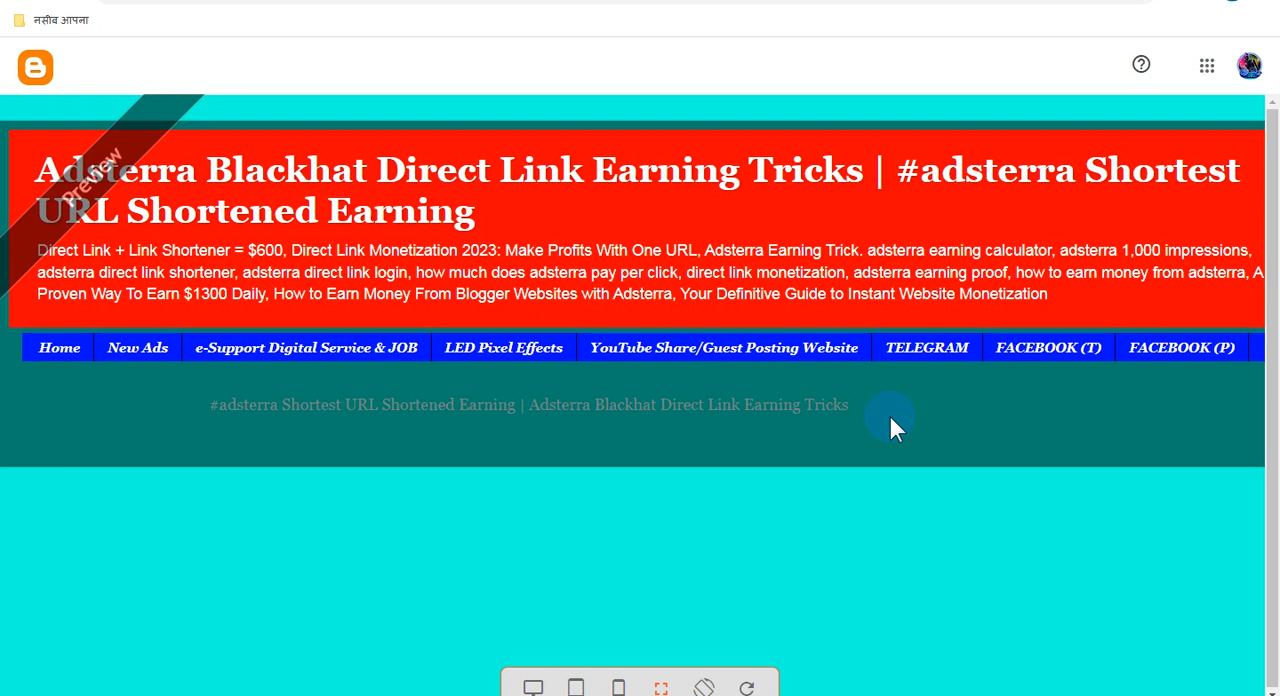 नसीब आपना
Preview
Adsterra Blackhat Direct Link Earning Tricks | #adsterra Shortest
URL Shortened Earning
Direct Link + Link Shortener = $600, Direct Link Monetization 2023: Make Profits With One URL, Adsterra Earning Trick. adsterra earning calculator, adsterra 1,000 impressions,
adsterra direct link shortener, adsterra direct link login, how much does adsterra pay per click, direct link monetization, adsterra earning proof, how to earn money from adsterra, A
Proven Way To Earn $1300 Daily, How to Earn Money From Blogger Websites with Adsterra, Your Definitive Guide to Instant Website Monetization
Home New Ads e-Support Digital Service & JOB LED Pixel Effects YouTube Share/Guest Posting Website TELEGRAM FACEBOOK (T) FACEBOOK (P)
#adsterra Shortest URL Shortened Earning | Adsterra Blackhat Direct Link Earning Tricks